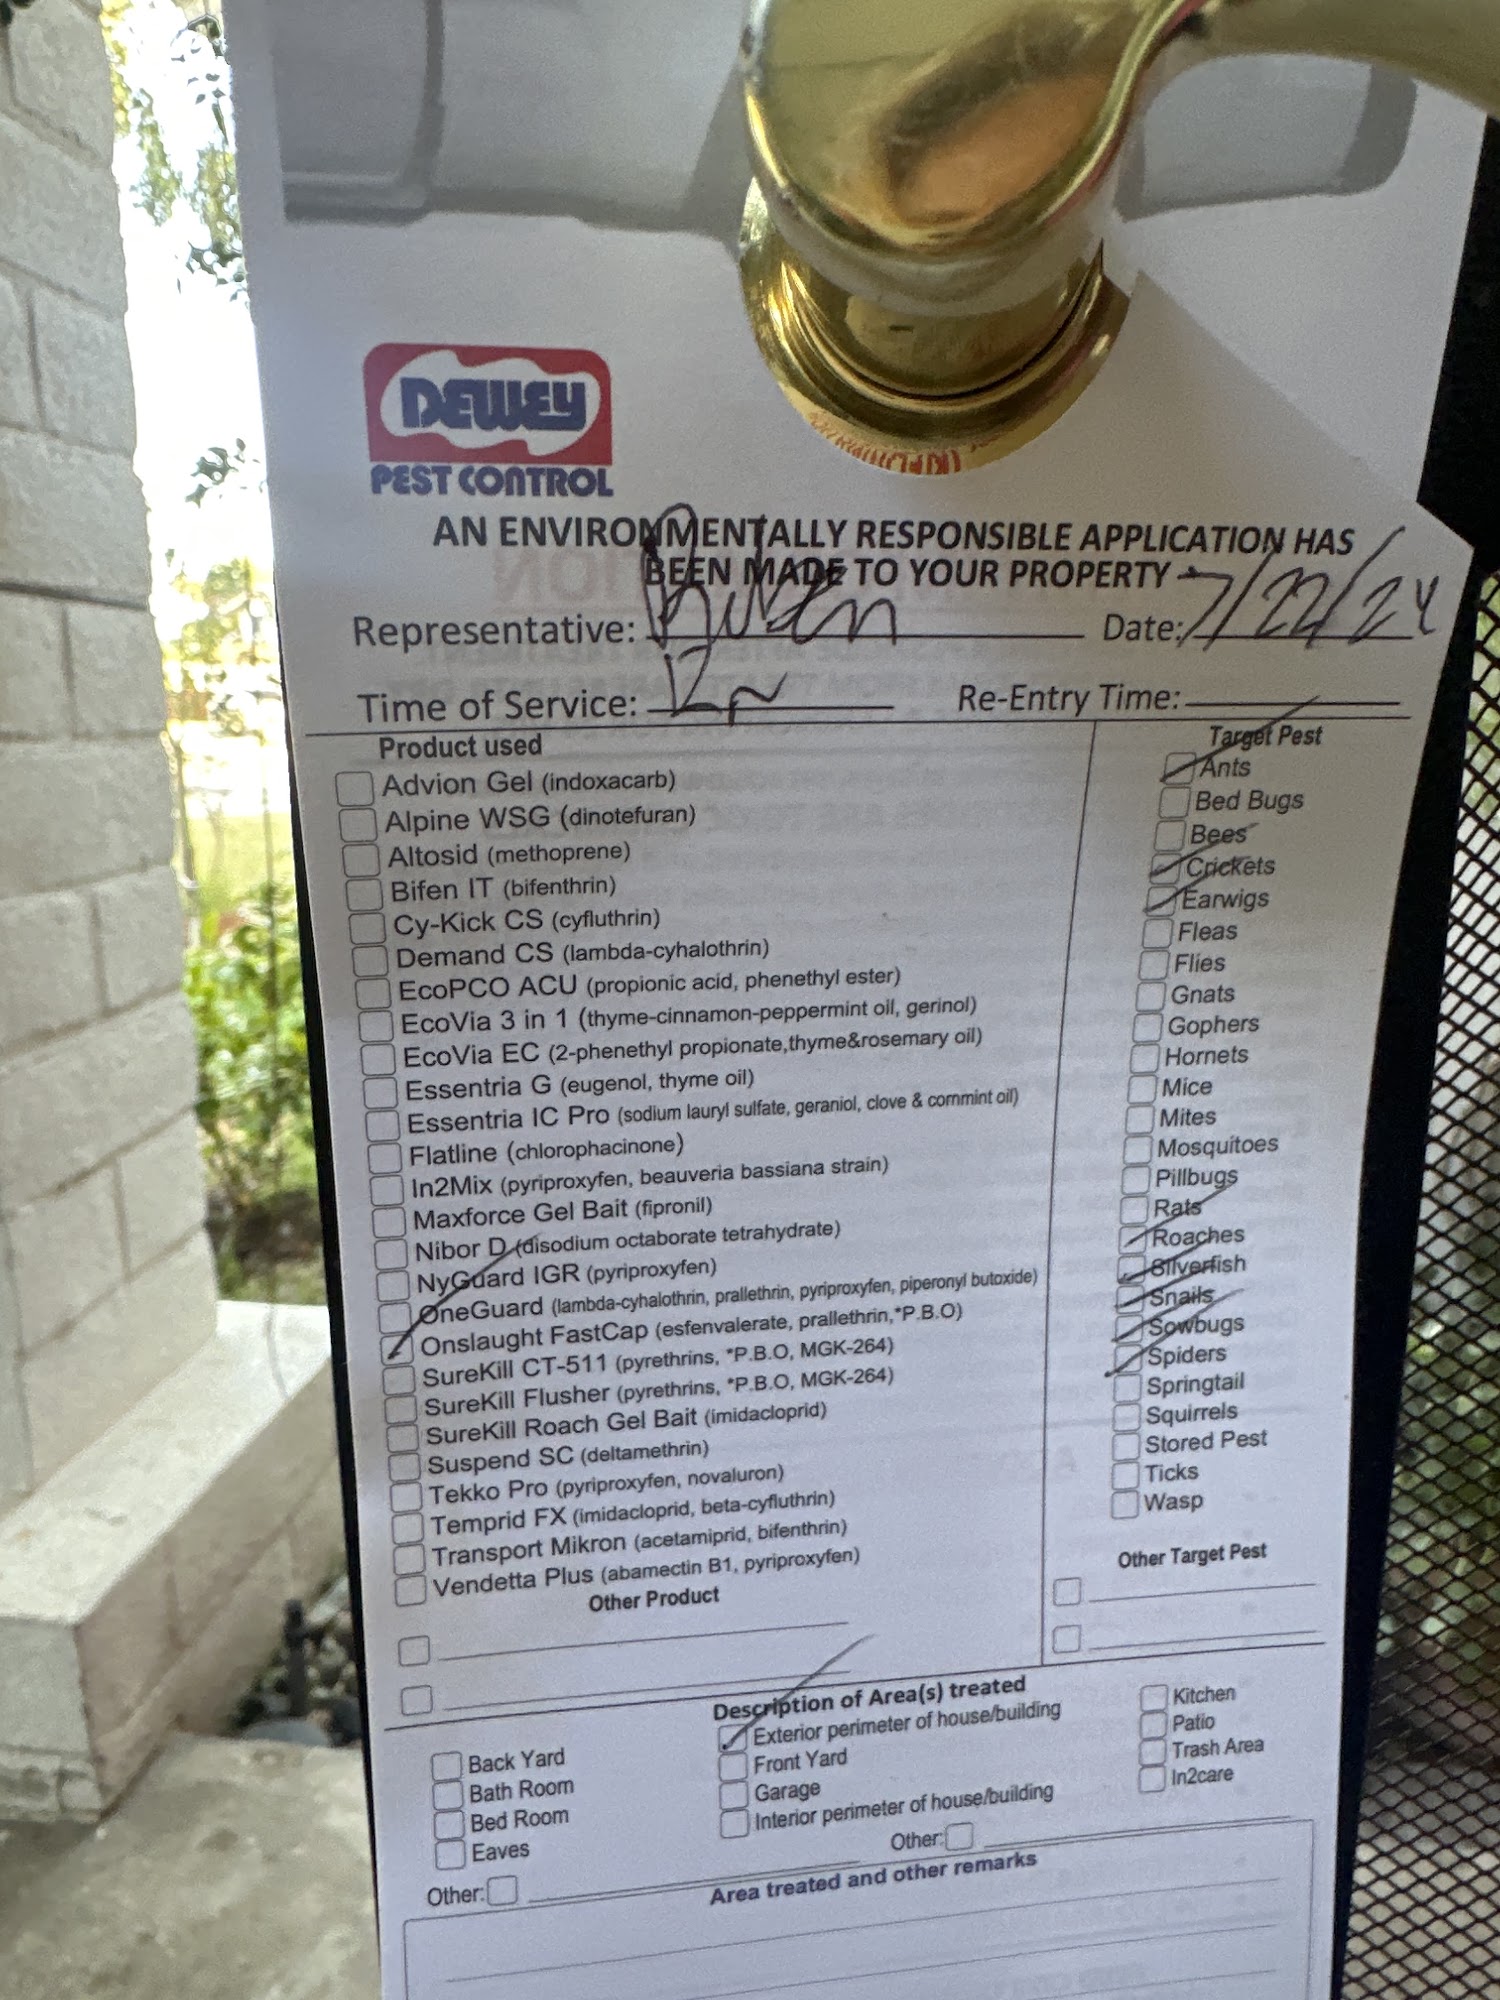 DEWEY
PEST CONTROL
AN ENVIRONMENTALLY RESPONSIBLE APPLICATION HAS
BEEN MADE TO YOUR PROPERTY
Representative: Date: 7/22/24
Time of Service: 12 Re-Entry Time:
Product used
Advion Gel (indoxacarb)
Alpine WSG (dinotefuran)
Altosid (methoprene)
Bifen IT (bifenthrin)
Cy-Kick CS (cyfluthrin)
Demand CS (lambda-cyhalothrin)
EcoPCO ACU (propionic acid, phenethyl ester)
EcoVia 3 in 1 (thyme-cinnamon-peppermint oil, gerinol)
EcoVia EC (2-phenethyl propionate,thyme&rosemary oil)
Essentria G (eugenol, thyme oil)
Essentria IC Pro (sodium lauryl sulfate, geraniol, clove & cornmint oil)
Flatline (chlorophacinone)
In2Mix (pyriproxyfen, beauveria bassiana strain)
Maxforce Gel Bait (fipronil)
Nibor D (disodium octaborate tetrahydrate)
NyGuard IGR (pyriproxyfen)
OneGuard (lambda-cyhalothrin, prallethrin, pyriproxyfen, piperonyl butoxide)
Onslaught FastCap (esfenvalerate, prallethrin,*P.B.O)
SureKill CT-511 (pyrethrins, *P.B.O, MGK-264)
SureKill Flusher (pyrethrins, *P.B.O, MGK-264)
SureKill Roach Gel Bait (imidacloprid)
Suspend SC (deltamethrin)
Tekko Pro (pyriproxyfen, novaluron)
Temprid FX (imidacloprid, beta-cyfluthrin)
Transport Mikron (acetamiprid, bifenthrin)
Vendetta Plus (abamectin B1, pyriproxyfen)
Other Product
Target Pest
Ants
Bed Bugs
Bees
Crickets
Earwigs
Fleas
Flies
Gnats
Gophers
Hornets
Mice
Mites
Mosquitoes
Pillbugs
Rats
Roaches
Silverfish
Snails
Sowbugs
Spiders
Springtail
Squirrels
Stored Pest
Ticks
Wasp
Other Target Pest
Description of Area(s) treated
Back Yard
Bath Room
Bed Room
Eaves
Other:
Exterior perimeter of house/building
Front Yard
Garage
Interior perimeter of house/building
Other:
Kitchen
Patio
Trash Area
In2care
Area treated and other remarks